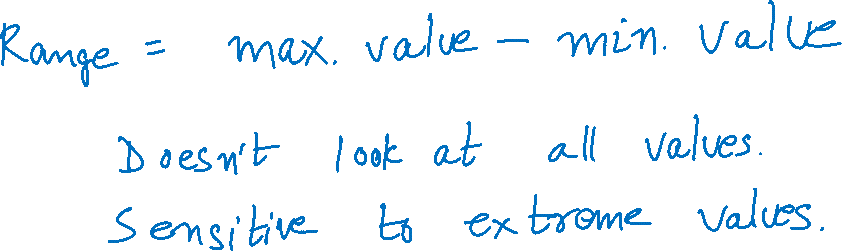 Range = max. value - min. value
Doesn't look at all values.
Sensitive to extreme values.